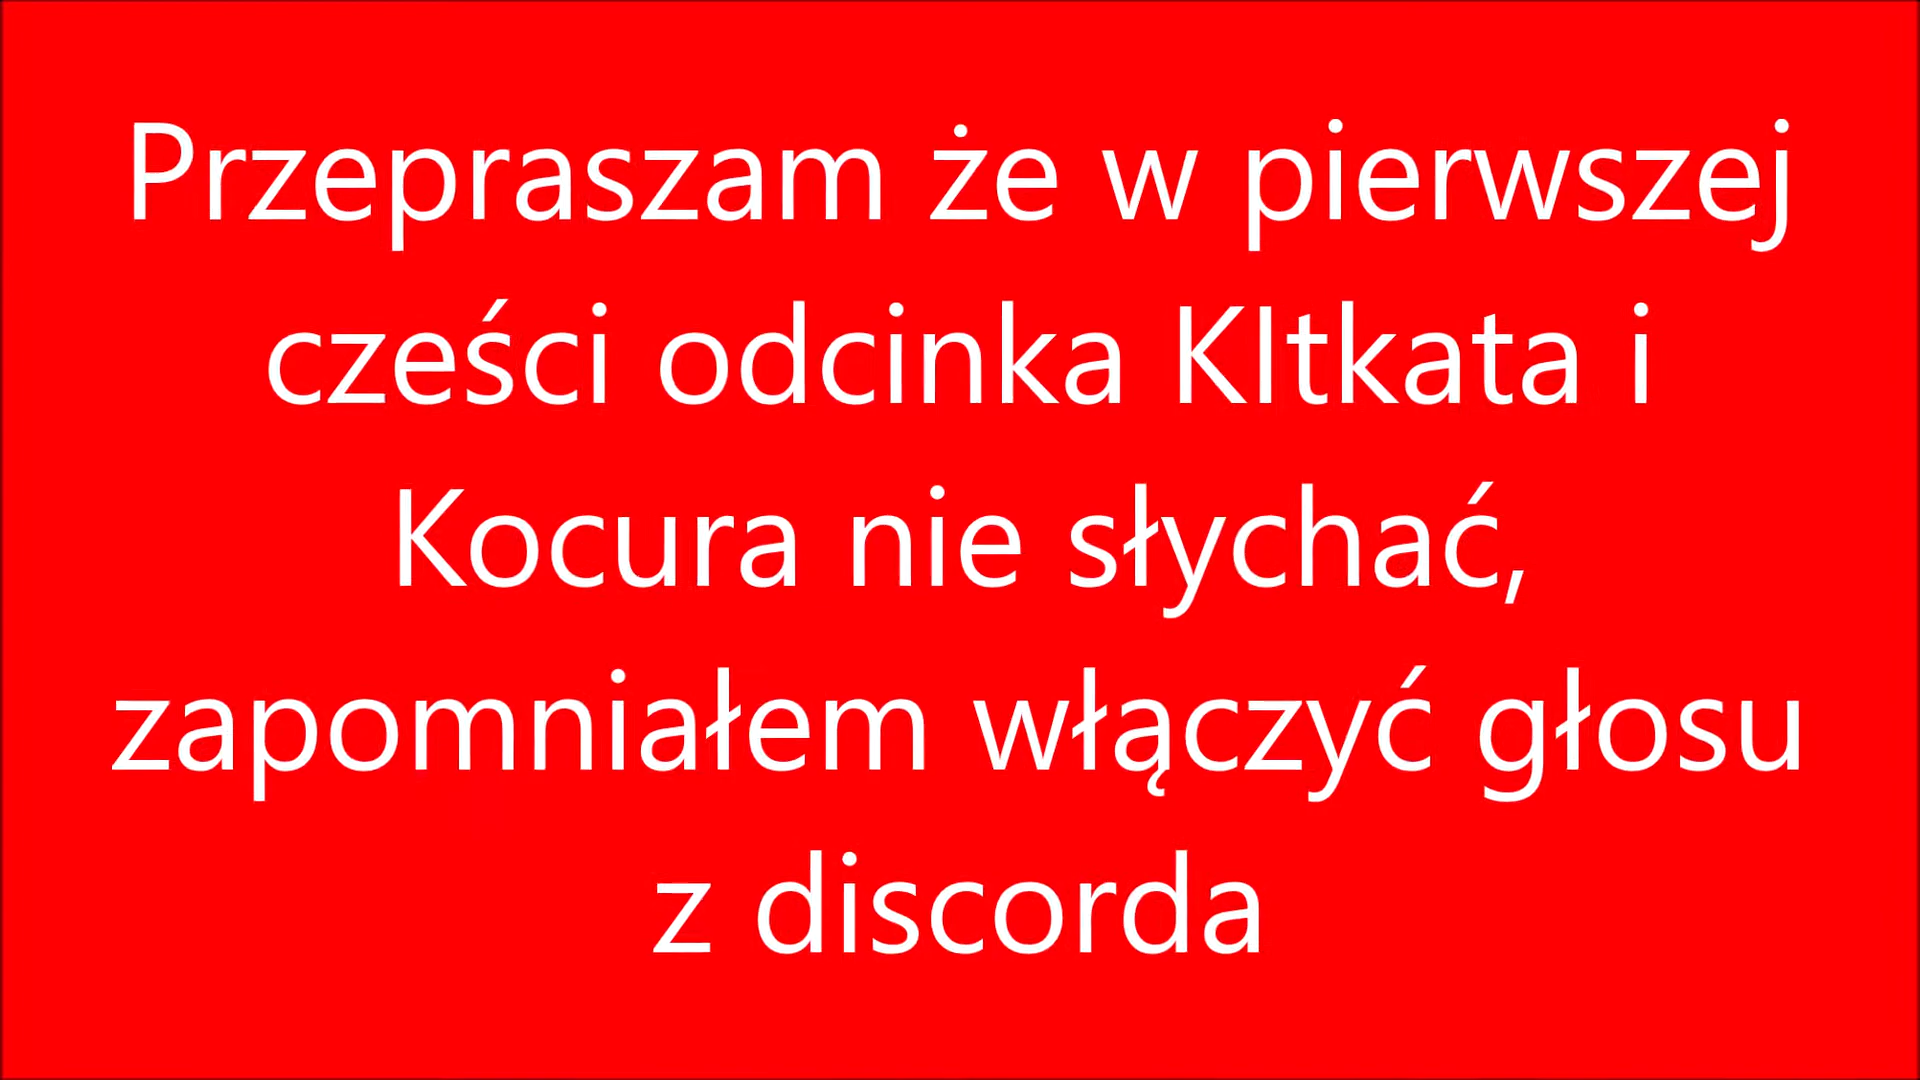 Przepraszam że w pierwszej
cześci odcinka KItkata i
Kocura nie słychać,
zapomniałem włączyć głosu
z discorda